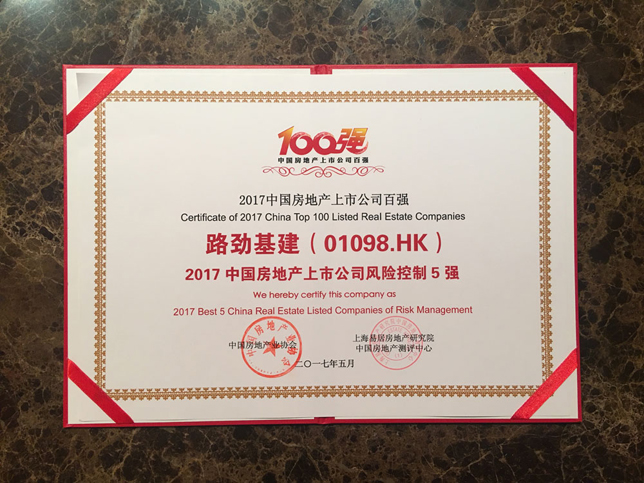 100强
中国房地产上市公司百强
2017中国房地产上市公司百强
Certificate of 2017 China Top 100 Listed Real Estate Companies
路劲基建（01098.HK）
2017 中国房地产上市公司风险控制 5 强
We hereby certify this company as
2017 Best 5 China Real Estate Listed Companies of Risk Management
中国房地产业协会
上海易居房地产研究院
中国房地产测评中心
二〇一七年五月